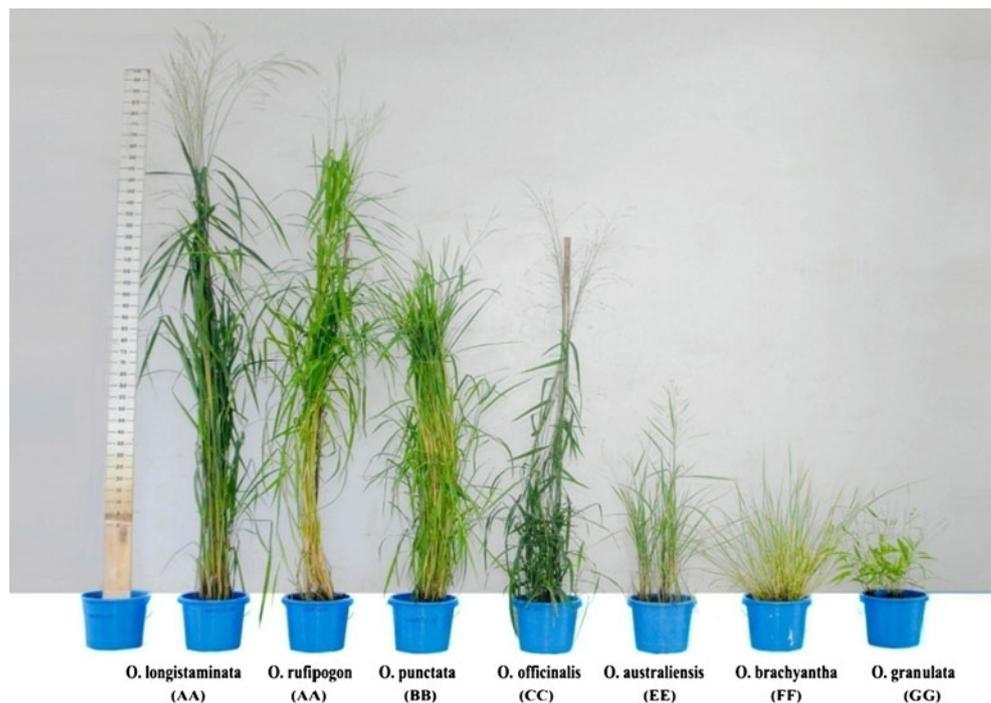 O. longistaminata O. rufipogon O. punctata O. officinalis O. australiensis O. brachyantha O. granulata
(AA) (AA) (BB) (CC) (EE) (FF) (GG)